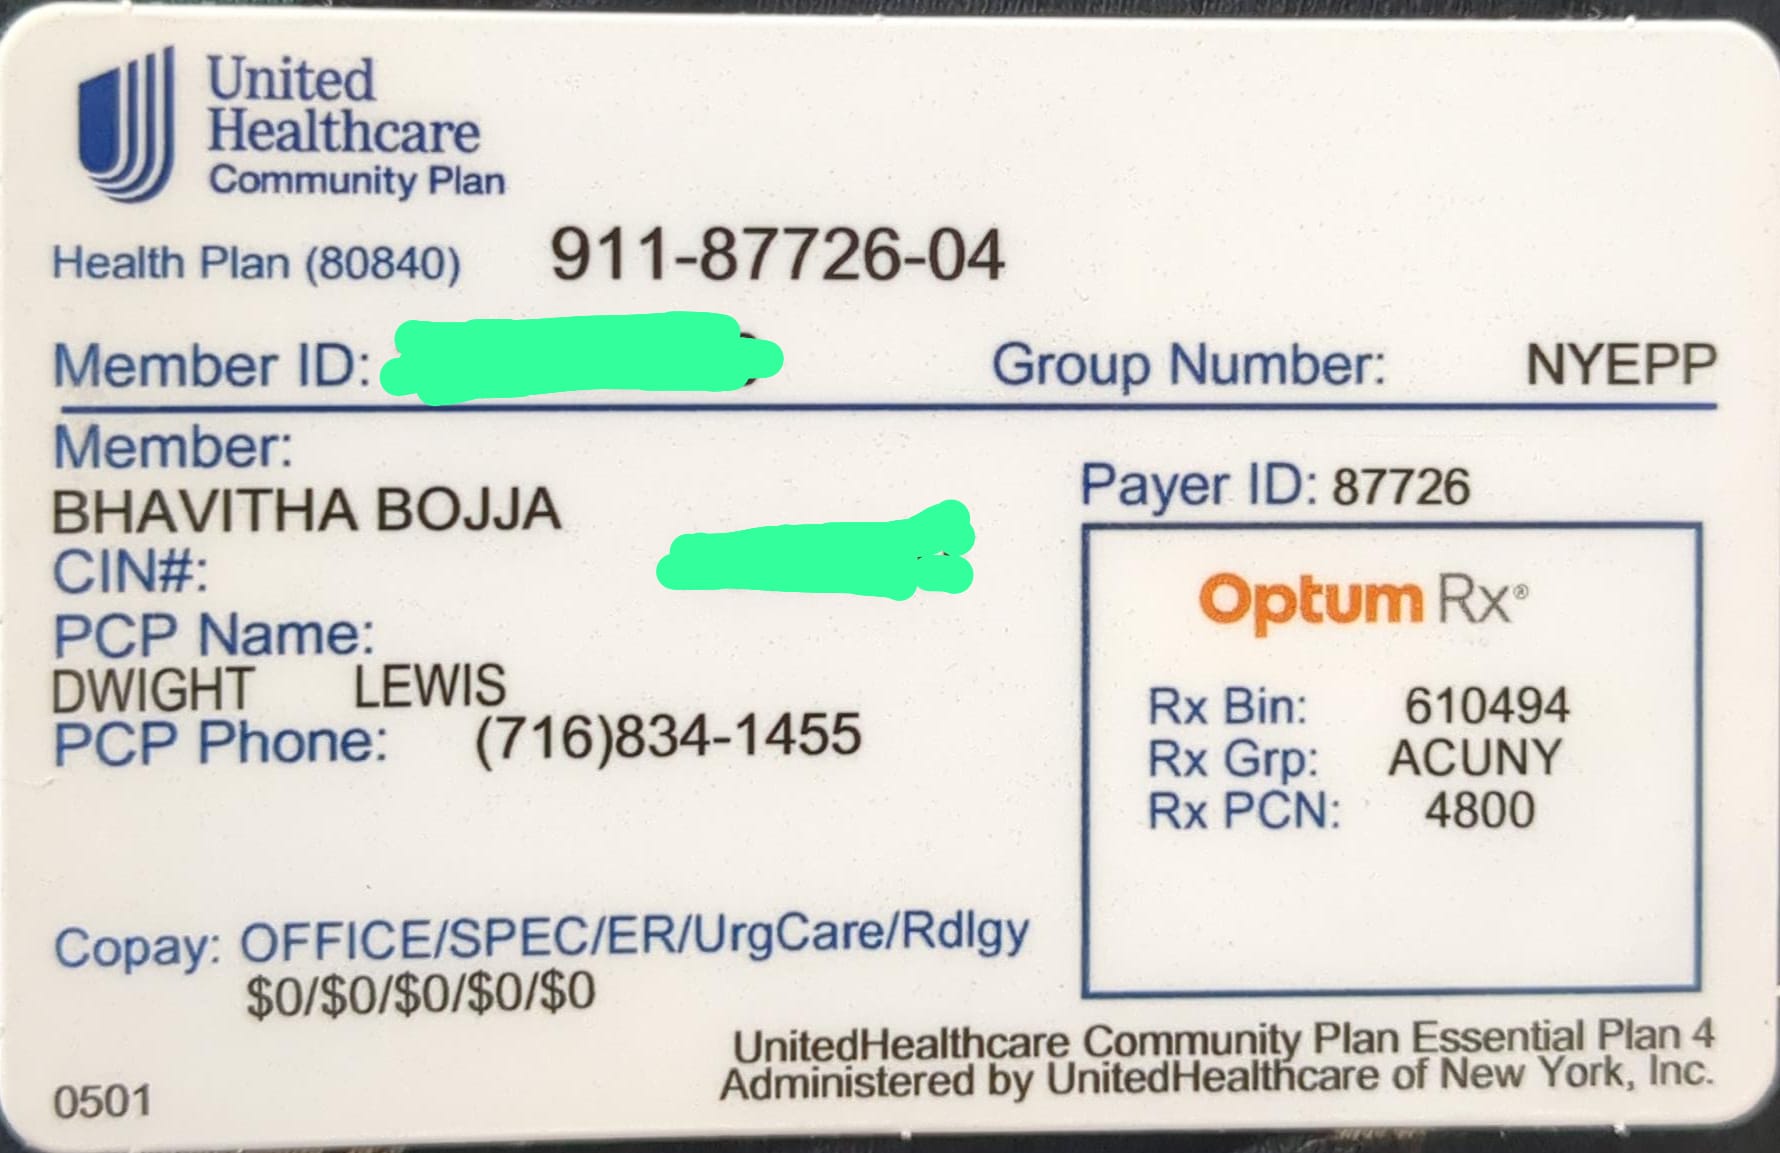 United
Healthcare
Community Plan
Health Plan (80840) 911-87726-04
Member ID: Group Number: NYEPP
Member:
BHAVITHA BOJJA
CIN#:
PCP Name:
DWIGHT LEWIS
PCP Phone: (716)834-1455
Payer ID: 87726
Optum Rx®
Rx Bin: 610494
Rx Grp: ACUNY
Rx PCN: 4800
Copay: OFFICE/SPEC/ER/UrgCare/Rdlgy
$0/$0/$0/$0/$0
UnitedHealthcare Community Plan Essential Plan 4
Administered by UnitedHealthcare of New York, Inc.
0501